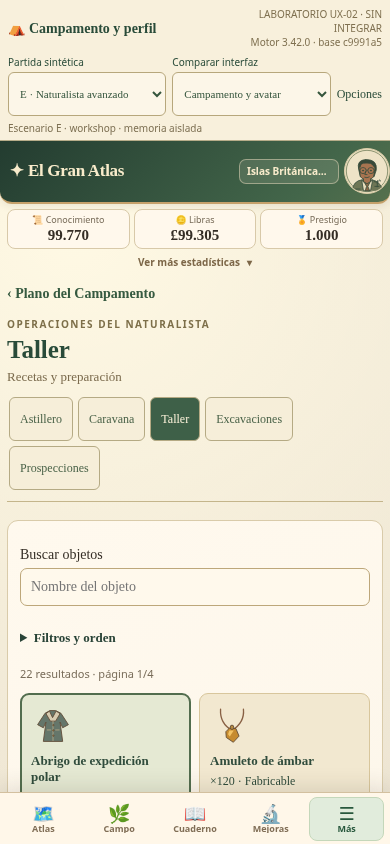 Campamento y perfil
LABORATORIO UX-02 · SIN
INTEGRAR
Motor 3.42.0 · base c9991a5
Partida sintética
Comparar interfaz
E · Naturalista avanzado
Campamento y avatar
Opciones
Escenario E · workshop · memoria aislada
El Gran Atlas
Islas Británica...
Conocimiento
99.770
Libras
£99.305
Prestigio
1.000
Ver más estadísticas ▾
‹ Plano del Campamento
OPERACIONES DEL NATURALISTA
Taller
Recetas y preparación
Astillero
Caravana
Taller
Excavaciones
Prospecciones
Buscar objetos
Nombre del objeto
Filtros y orden
22 resultados · página 1/4
Abrigo de expedición
polar
Amuleto de ámbar
×120 · Fabricable
Atlas
Campo
Cuaderno
Mejoras
Más